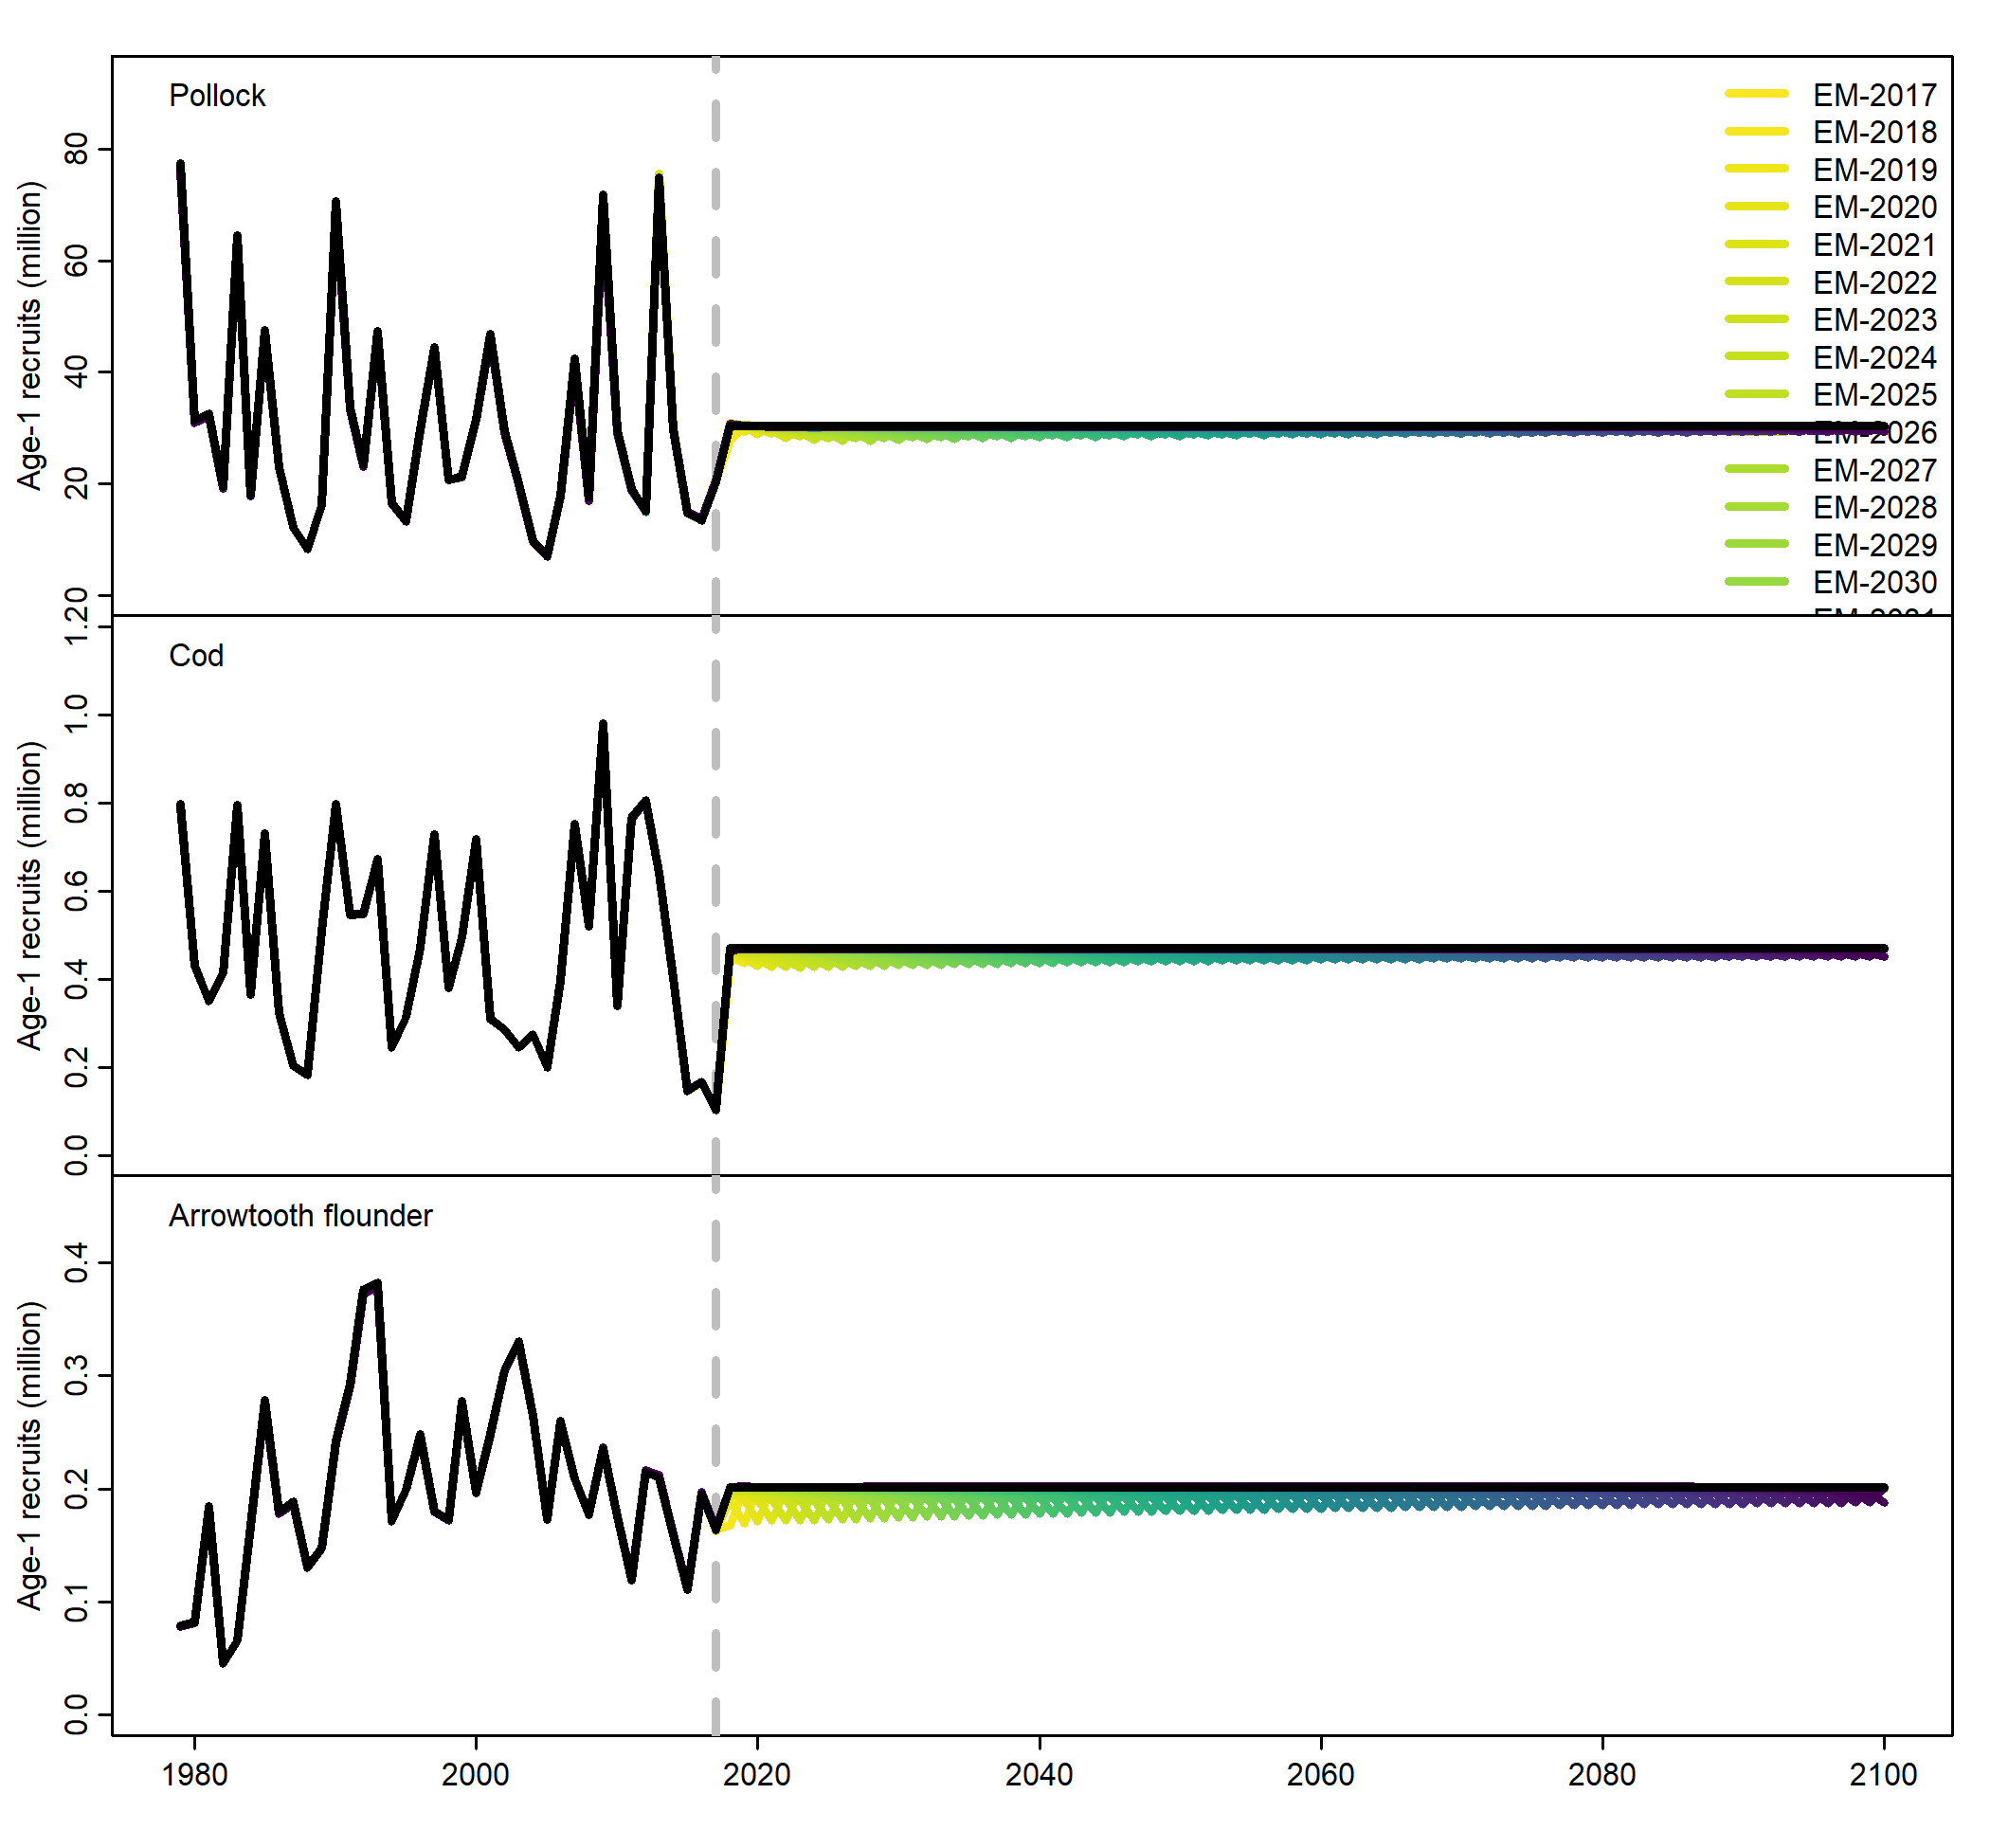 Pollock
Age-1 recruits (million)
80
60
40
20
0
EM-2017
EM-2018
EM-2019
EM-2020
EM-2021
EM-2022
EM-2023
EM-2024
EM-2025
EM-2026
EM-2027
EM-2028
EM-2029
EM-2030
Cod
Age-1 recruits (million)
1.2
1.0
0.8
0.6
0.4
0.2
0.0
Arrowtooth flounder
Age-1 recruits (million)
0.4
0.3
0.2
0.1
0.0
1980 2000 2020 2040 2060 2080 2100